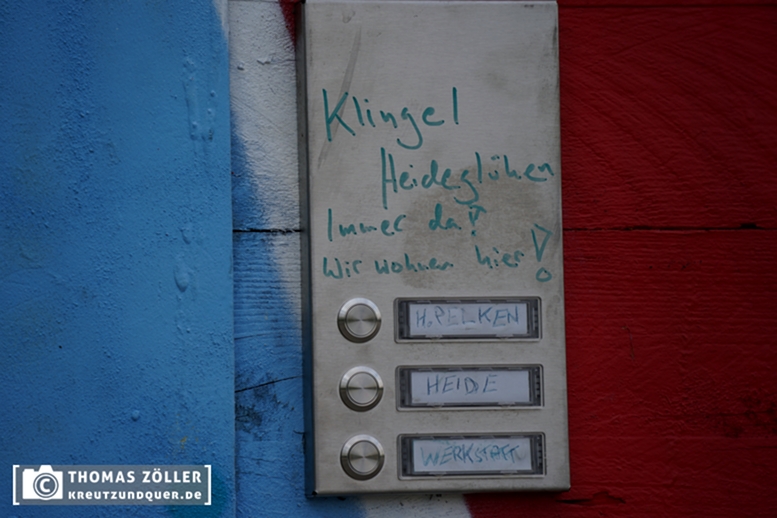 Klingel
Heideglühen
Immer da!
Wir wohnen hier!
H. PELKEN
HEIDE
WERKSTATT
THOMAS ZÖLLER
KREUTZUNDQUER.DE